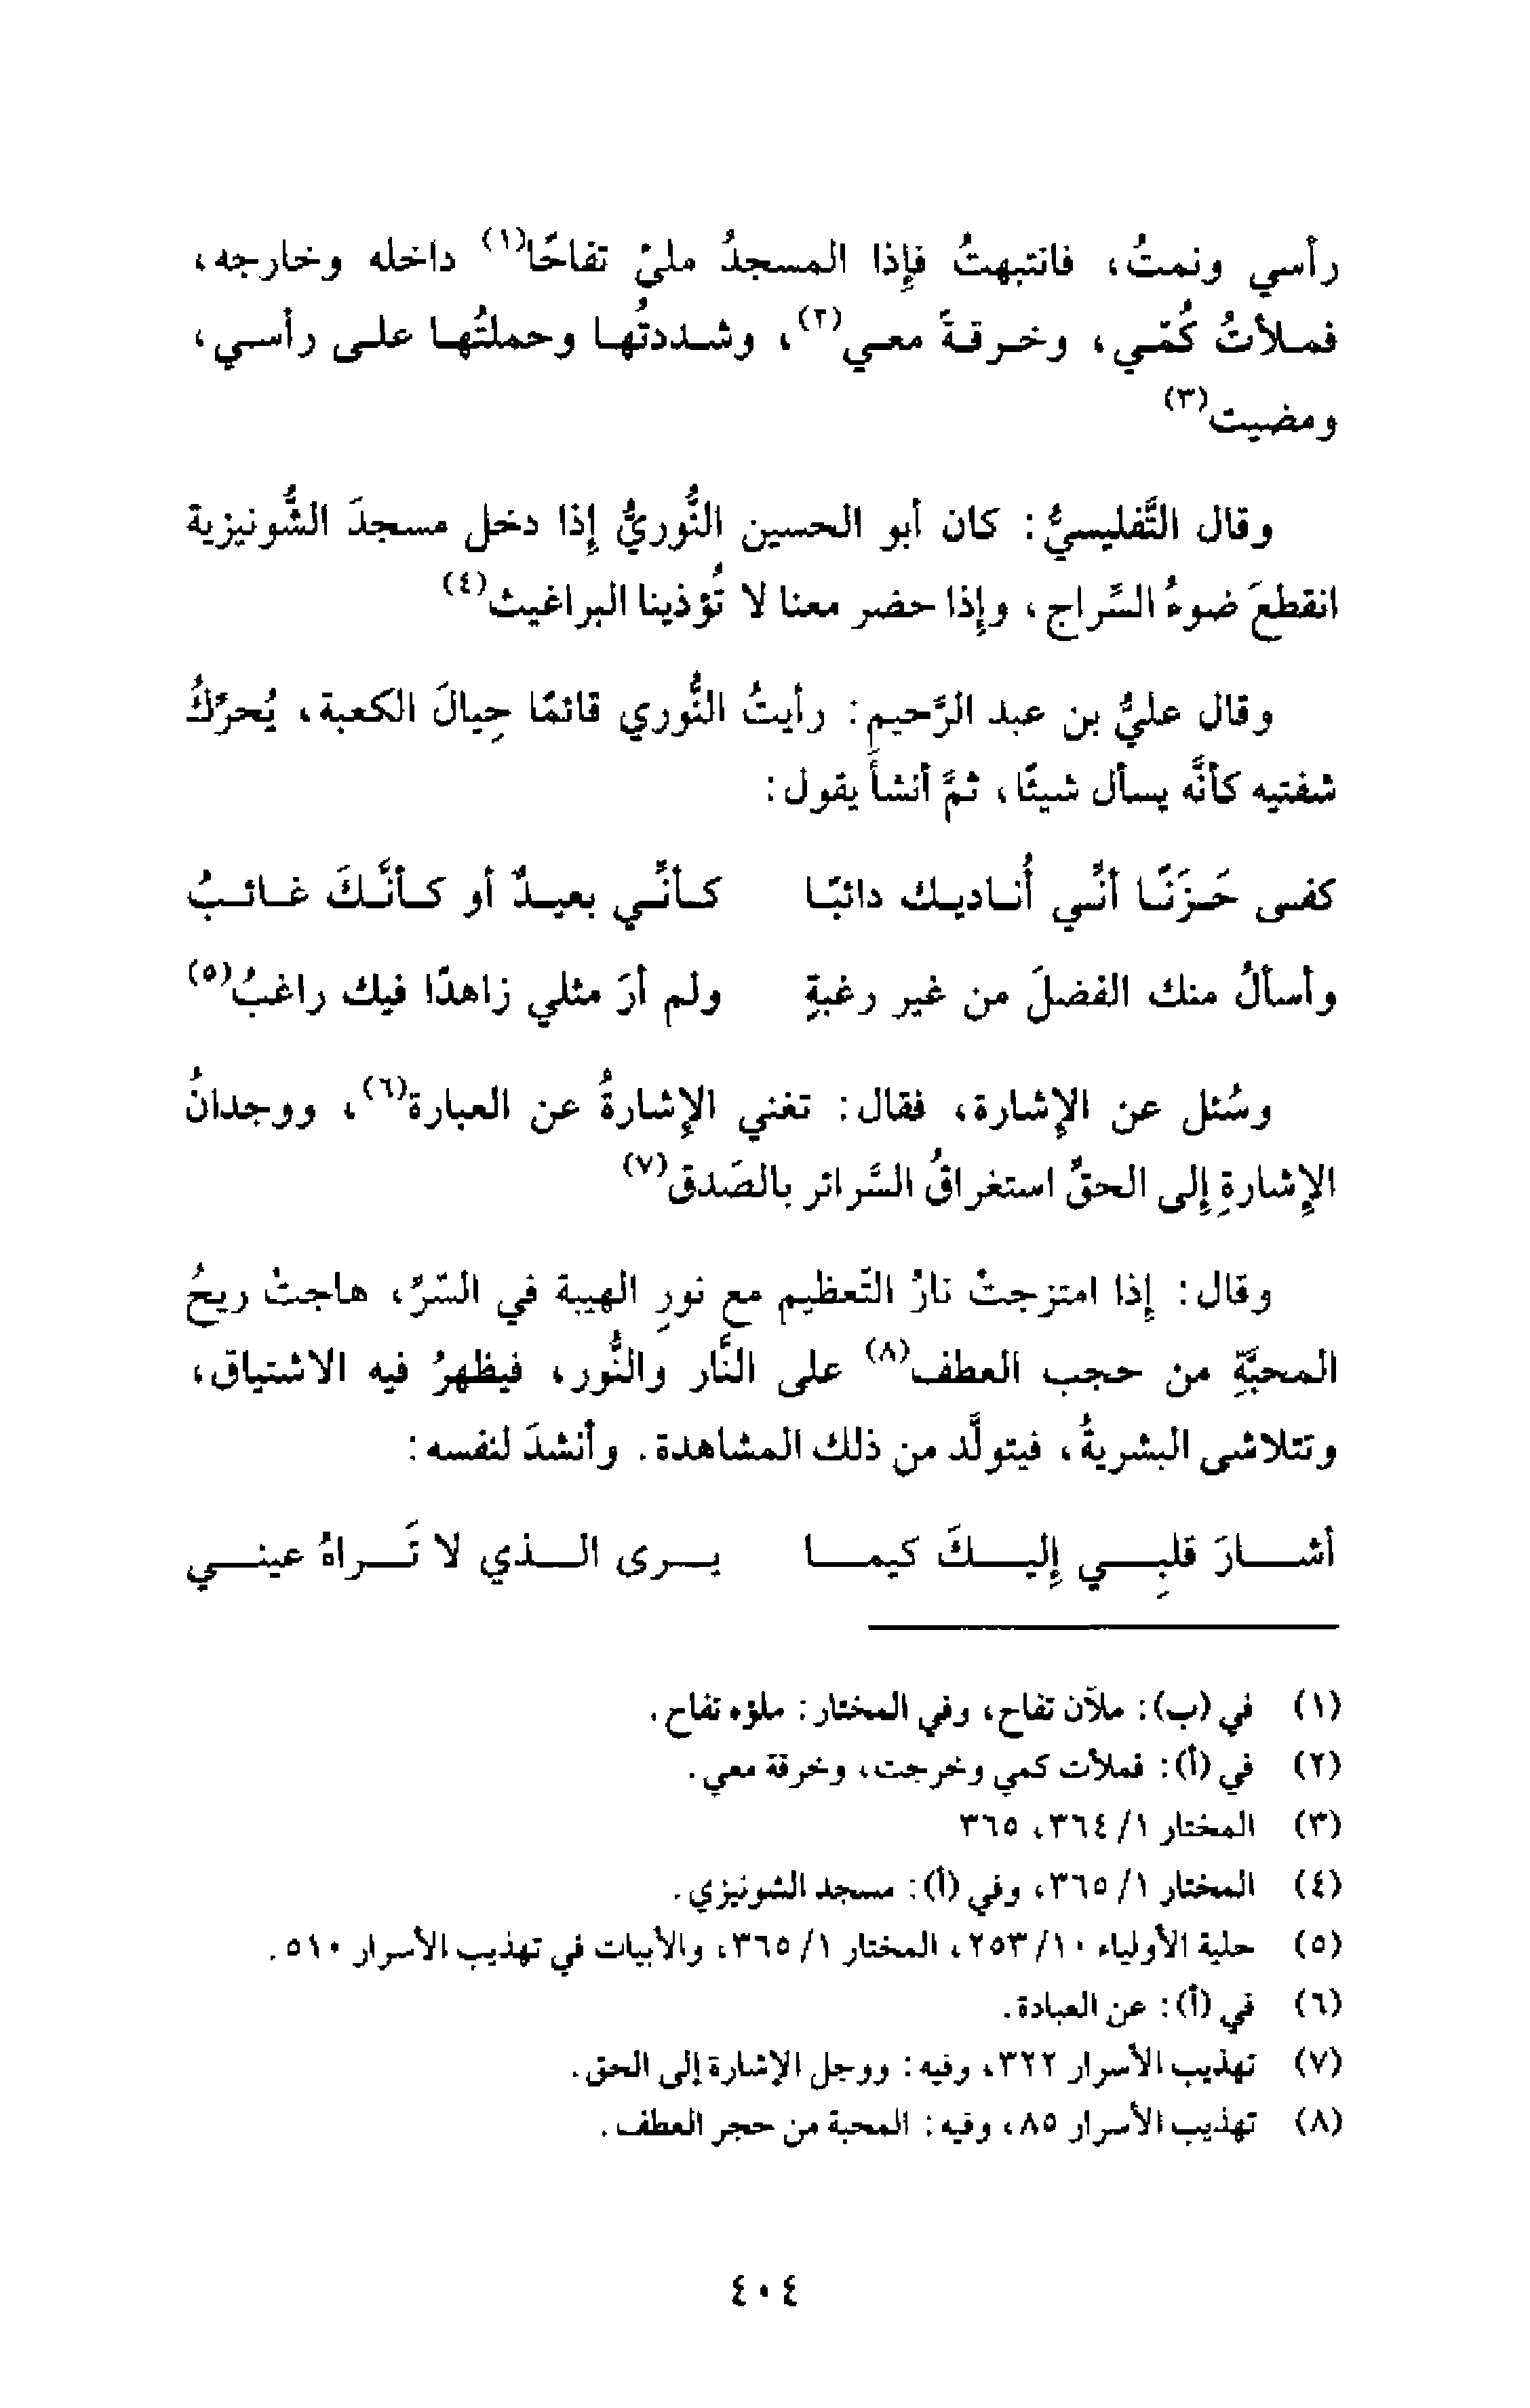 رأسي ونمتُ، فانتبهتُ فإذا المسجدُ مليءٌ تفاحًا(١) داخله وخارجه،
فملأتُ كُمّي، وخرقةً معي(٢)، وشددتُها وحملتُها على رأسي،
ومضيت(٣)
وقال التَّفليسيُّ: كان أبو الحسين النُّوريُّ إذا دخل مسجدَ الشُّونيزية
انقطعَ ضوءُ السِّراج، وإذا حضر معنا لا تُؤذينا البراغيث(٤)
وقال عليُّ بن عبد الرَّحيم: رأيتُ النُّوري قائمًا حِيالَ الكعبة، يُحرِّكُ
شفتيه كأنَّه يسأل شيئًا، ثمَّ أنشأَ يقول:
كفى حَزَنًا أنِّي أُناديك دائبًا كأنِّي بعيدٌ أو كأنَّكَ غائبُ
وأسألُ منك الفضلَ من غير رغبةٍ ولم أرَ مثلي زاهدًا فيك راغبُ(٥)
وسُئل عن الإشارة، فقال: تغني الإشارةُ عن العبارة(٦)، ووجدانُ
الإشارةِ إلى الحقِّ استغراقُ السَّرائر بالصِّدق(٧)
وقال: إذا امتزجتْ نارُ التَّعظيم مع نورِ الهيبة في السِّرِّ، هاجتْ ريحُ
المحبَّةِ من حجب العطف(٨) على النَّار والنُّور، فيظهرُ فيه الاشتياق،
وتتلاشى البشريةُ، فيتولَّد من ذلك المشاهدة. وأنشدَ لنفسه:
أشارَ قلبِي إليكَ كيما يرى الذي لا تَراهُ عيني
(١) في (ب): ملآن تفاح، وفي المختار: ملؤه تفاح.
(٢) في (أ): فملأت كمي وخرجت، وخرقة معي.
(٣) المختار ١/ ٣٦٤، ٣٦٥
(٤) المختار ١/ ٣٦٥، وفي (أ): مسجد الشونيزي.
(٥) حلية الأولياء ١٠/ ٢٥٣، المختار ١/ ٣٦٥، والأبيات في تهذيب الأسرار ٥١٠.
(٦) في (أ): عن العبادة.
(٧) تهذيب الأسرار ٣٢٢، وفيه: ووجل الإشارة إلى الحق.
(٨) تهذيب الأسرار ٨٥، وفيه: المحبة من حجر العطف.
٤٠٤